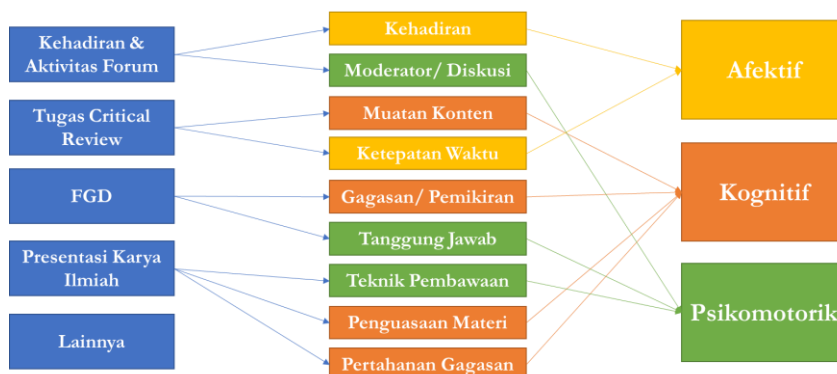 Kehadiran &
Aktivitas Forum
Tugas Critical
Review
FGD
Presentasi Karya
Ilmiah
Lainnya
Kehadiran
Moderator/ Diskusi
Muatan Konten
Ketepatan Waktu
Gagasan/ Pemikiran
Tanggung Jawab
Teknik Pembawaan
Penguasaan Materi
Pertahanan Gagasan
Afektif
Kognitif
Psikomotorik